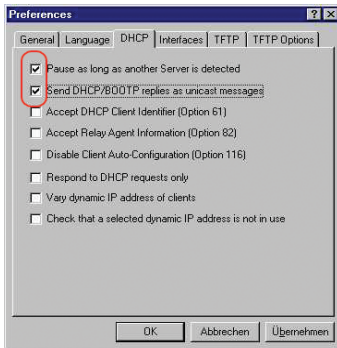 Preferences
General Language DHCP Interfaces TFTP TFTP Options
Pause as long as another Server is detected
Send DHCP/BOOTP replies as unicast messages
Accept DHCP Client Identifier (Option 61)
Accept Relay Agent Information (Option 82)
Disable Client Auto-Configuration (Option 116)
Respond to DHCP requests only
Vary dynamic IP address of clients
Check that a selected dynamic IP address is not in use
OK Abbrechen Übernehmen